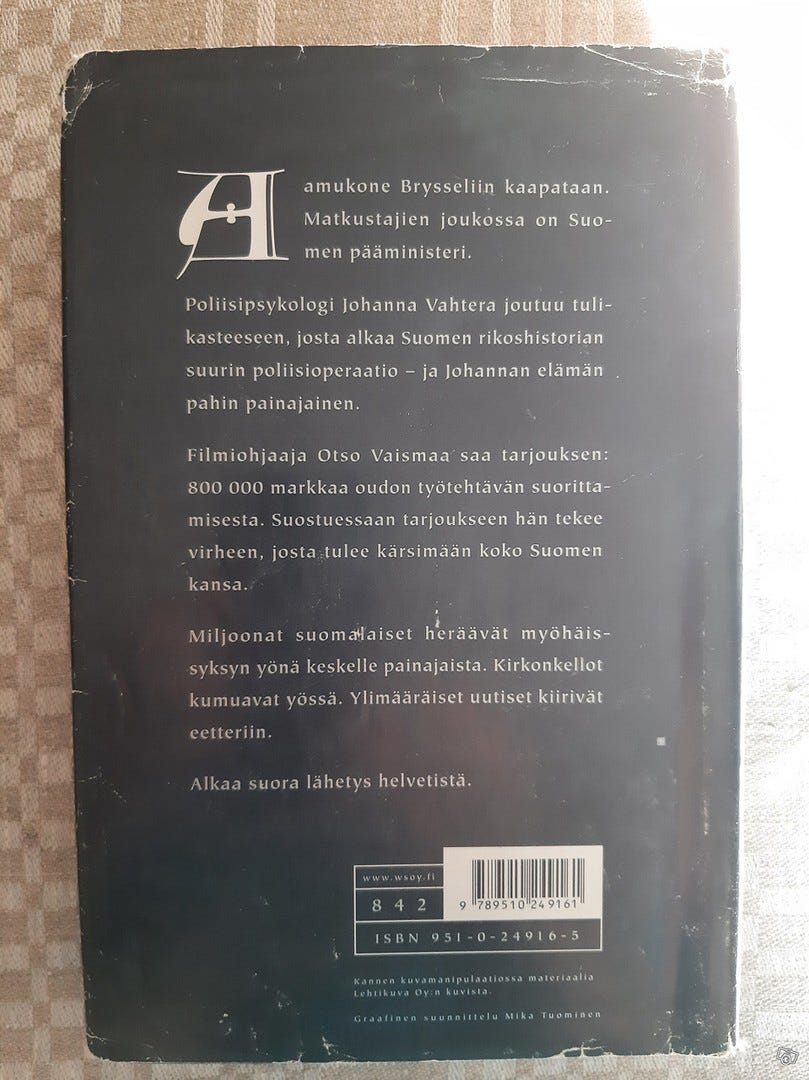 Aamukone Brysseliin kaapataan.
Matkustajien joukossa on Suo-
men pääministeri.
Poliisipsykologi Johanna Vahtera joutuu tuli-
kasteeseen, josta alkaa Suomen rikoshistorian
suurin poliisioperaatio – ja Johannan elämän
pahin painajainen.
Filmiohjaaja Otso Vaismaa saa tarjouksen:
800 000 markkaa oudon työtehtävän suoritta-
misesta. Suostuessaan tarjoukseen hän tekee
virheen, josta tulee kärsimään koko Suomen
kansa.
Miljoonat suomalaiset heräävät myöhäis-
syksyn yönä keskelle painajaista. Kirkonkellot
kumuavat yössä. Ylimääräiset uutiset kiirivät
eetteriin.
Alkaa suora lähetys helvetistä.
www.wsoy.fi
842
9 789510 249161
ISBN 951-0-24916-5
Kannen kuvamanipulaatiossa materiaalia
Lehtikuva Oy:n kuvista.
Graafinen suunnittelu Mika Tuominen